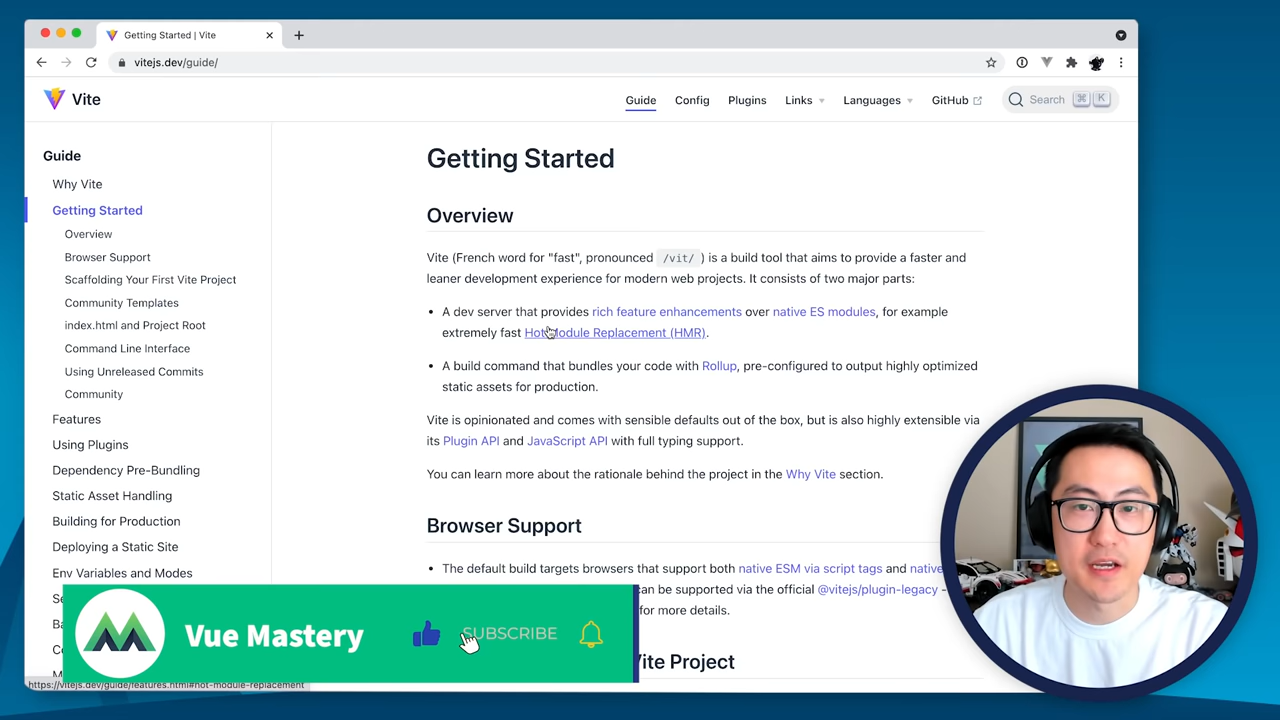 Getting Started | Vite
vitejs.dev/guide/
Vite
Guide Config Plugins Links Languages GitHub Search ⌘ K
Guide
Why Vite
Getting Started
Overview
Browser Support
Scaffolding Your First Vite Project
Community Templates
index.html and Project Root
Command Line Interface
Using Unreleased Commits
Community
Features
Using Plugins
Dependency Pre-Bundling
Static Asset Handling
Building for Production
Deploying a Static Site
Env Variables and Modes
Getting Started
Overview
Vite (French word for "fast", pronounced /vit/ ) is a build tool that aims to provide a faster and
leaner development experience for modern web projects. It consists of two major parts:
• A dev server that provides rich feature enhancements over native ES modules, for example
extremely fast Hot Module Replacement (HMR).
• A build command that bundles your code with Rollup, pre-configured to output highly optimized
static assets for production.
Vite is opinionated and comes with sensible defaults out of the box, but is also highly extensible via
its Plugin API and JavaScript API with full typing support.
You can learn more about the rationale behind the project in the Why Vite section.
Browser Support
• The default build targets browsers that support both native ESM via script tags and native
can be supported via the official @vitejs/plugin-legacy -
for more details.
Vite Project
Vue Mastery
SUBSCRIBE
https://vitejs.dev/guide/features.html#hot-module-replacement